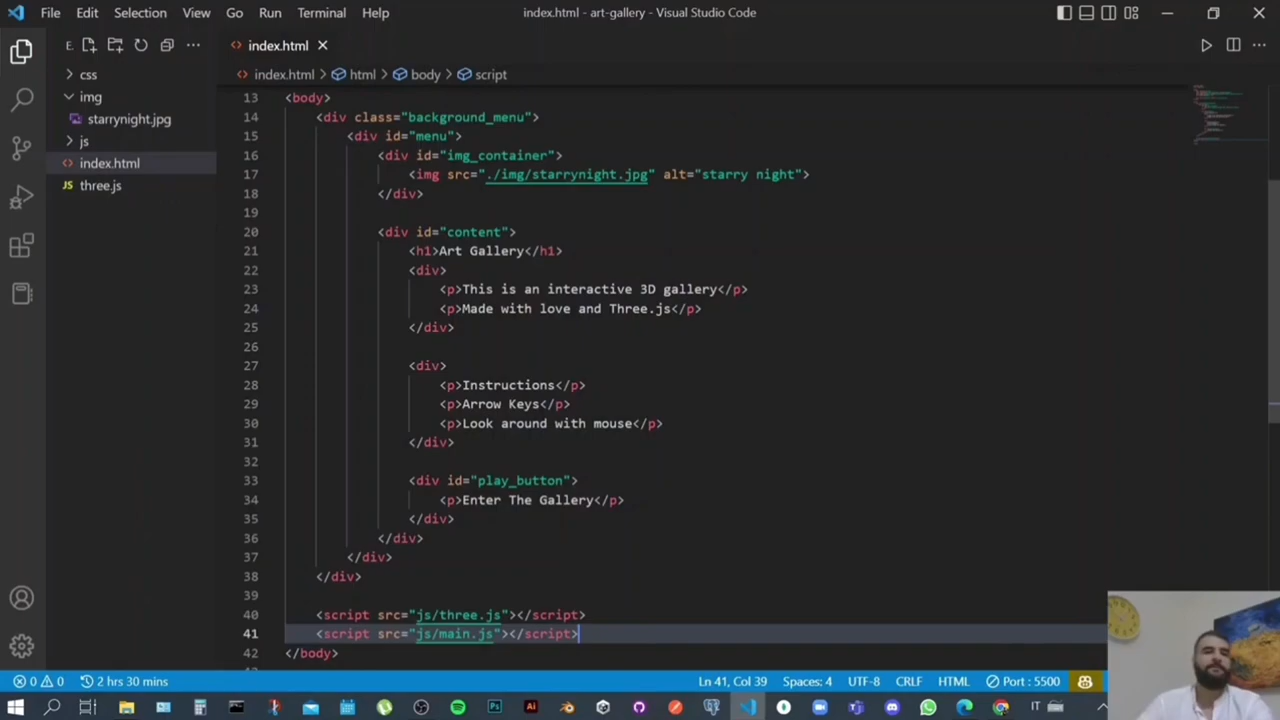 File Edit Selection View Go Run Terminal Help
index.html - art-gallery - Visual Studio Code
E.
index.html
css
img
starrynight.jpg
js
index.html
JS three.js
index.html > html > body > script
13 <body>
14 <div class="background_menu">
15 <div id="menu">
16 <div id="img_container">
17 <img src="./img/starrynight.jpg" alt="starry night">
18 </div>
19
20 <div id="content">
21 <h1>Art Gallery</h1>
22 <div>
23 <p>This is an interactive 3D gallery</p>
24 <p>Made with love and Three.js</p>
25 </div>
26
27 <div>
28 <p>Instructions</p>
29 <p>Arrow Keys</p>
30 <p>Look around with mouse</p>
31 </div>
32
33 <div id="play_button">
34 <p>Enter The Gallery</p>
35 </div>
36 </div>
37 </div>
38 </div>
39
40 <script src="js/three.js"></script>
41 <script src="js/main.js"></script>
42 </body>
0 0 2 hrs 30 mins Ln 41, Col 39 Spaces: 4 UTF-8 CRLF HTML Port : 5500
Ps Ai IT